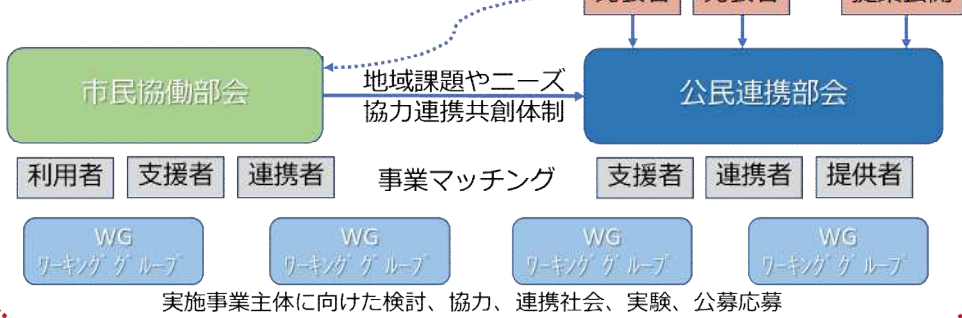 市民協働部会
地域課題やニーズ
協力連携共創体制
公民連携部会
利用者 支援者 連携者 事業マッチング 支援者 連携者 提供者
WG WG WG WG
ワーキンググループ ワーキンググループ ワーキンググループ ワーキンググループ
実施事業主体に向けた検討、協力、連携社会、実験、公募応募